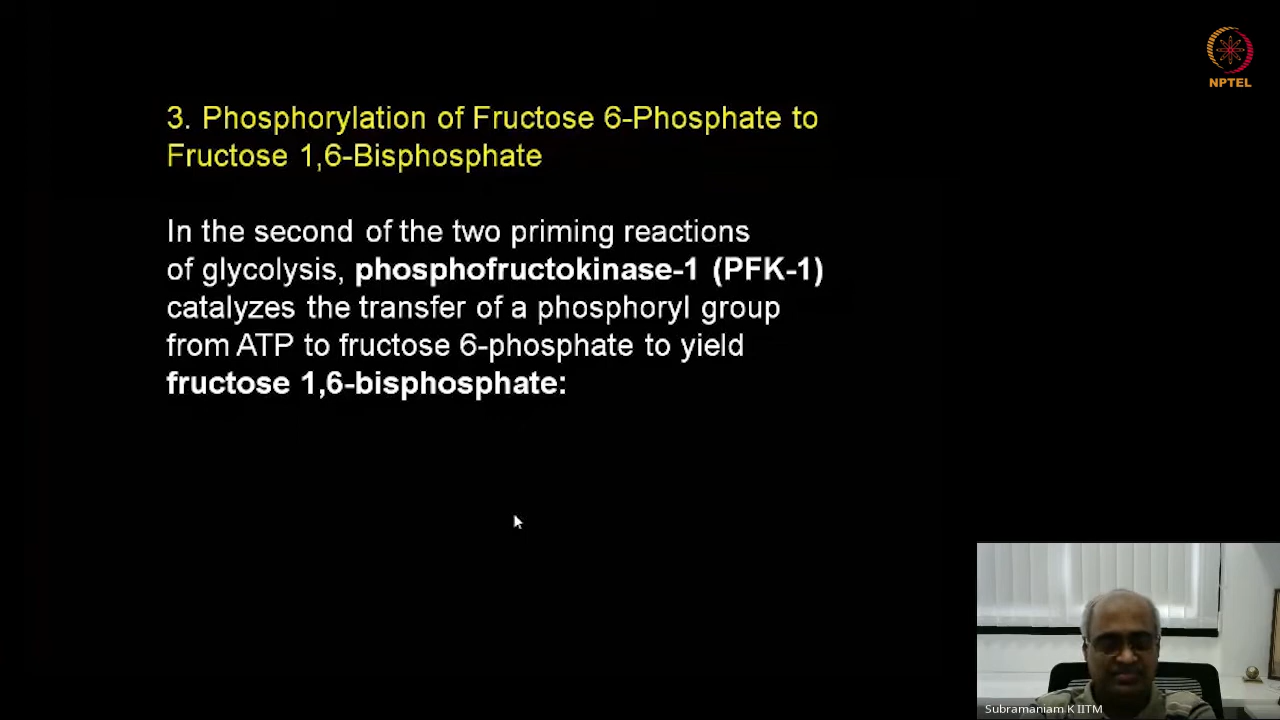 NPTEL
3. Phosphorylation of Fructose 6-Phosphate to
Fructose 1,6-Bisphosphate
In the second of the two priming reactions
of glycolysis, phosphofructokinase-1 (PFK-1)
catalyzes the transfer of a phosphoryl group
from ATP to fructose 6-phosphate to yield
fructose 1,6-bisphosphate:
Subramaniam K IITM